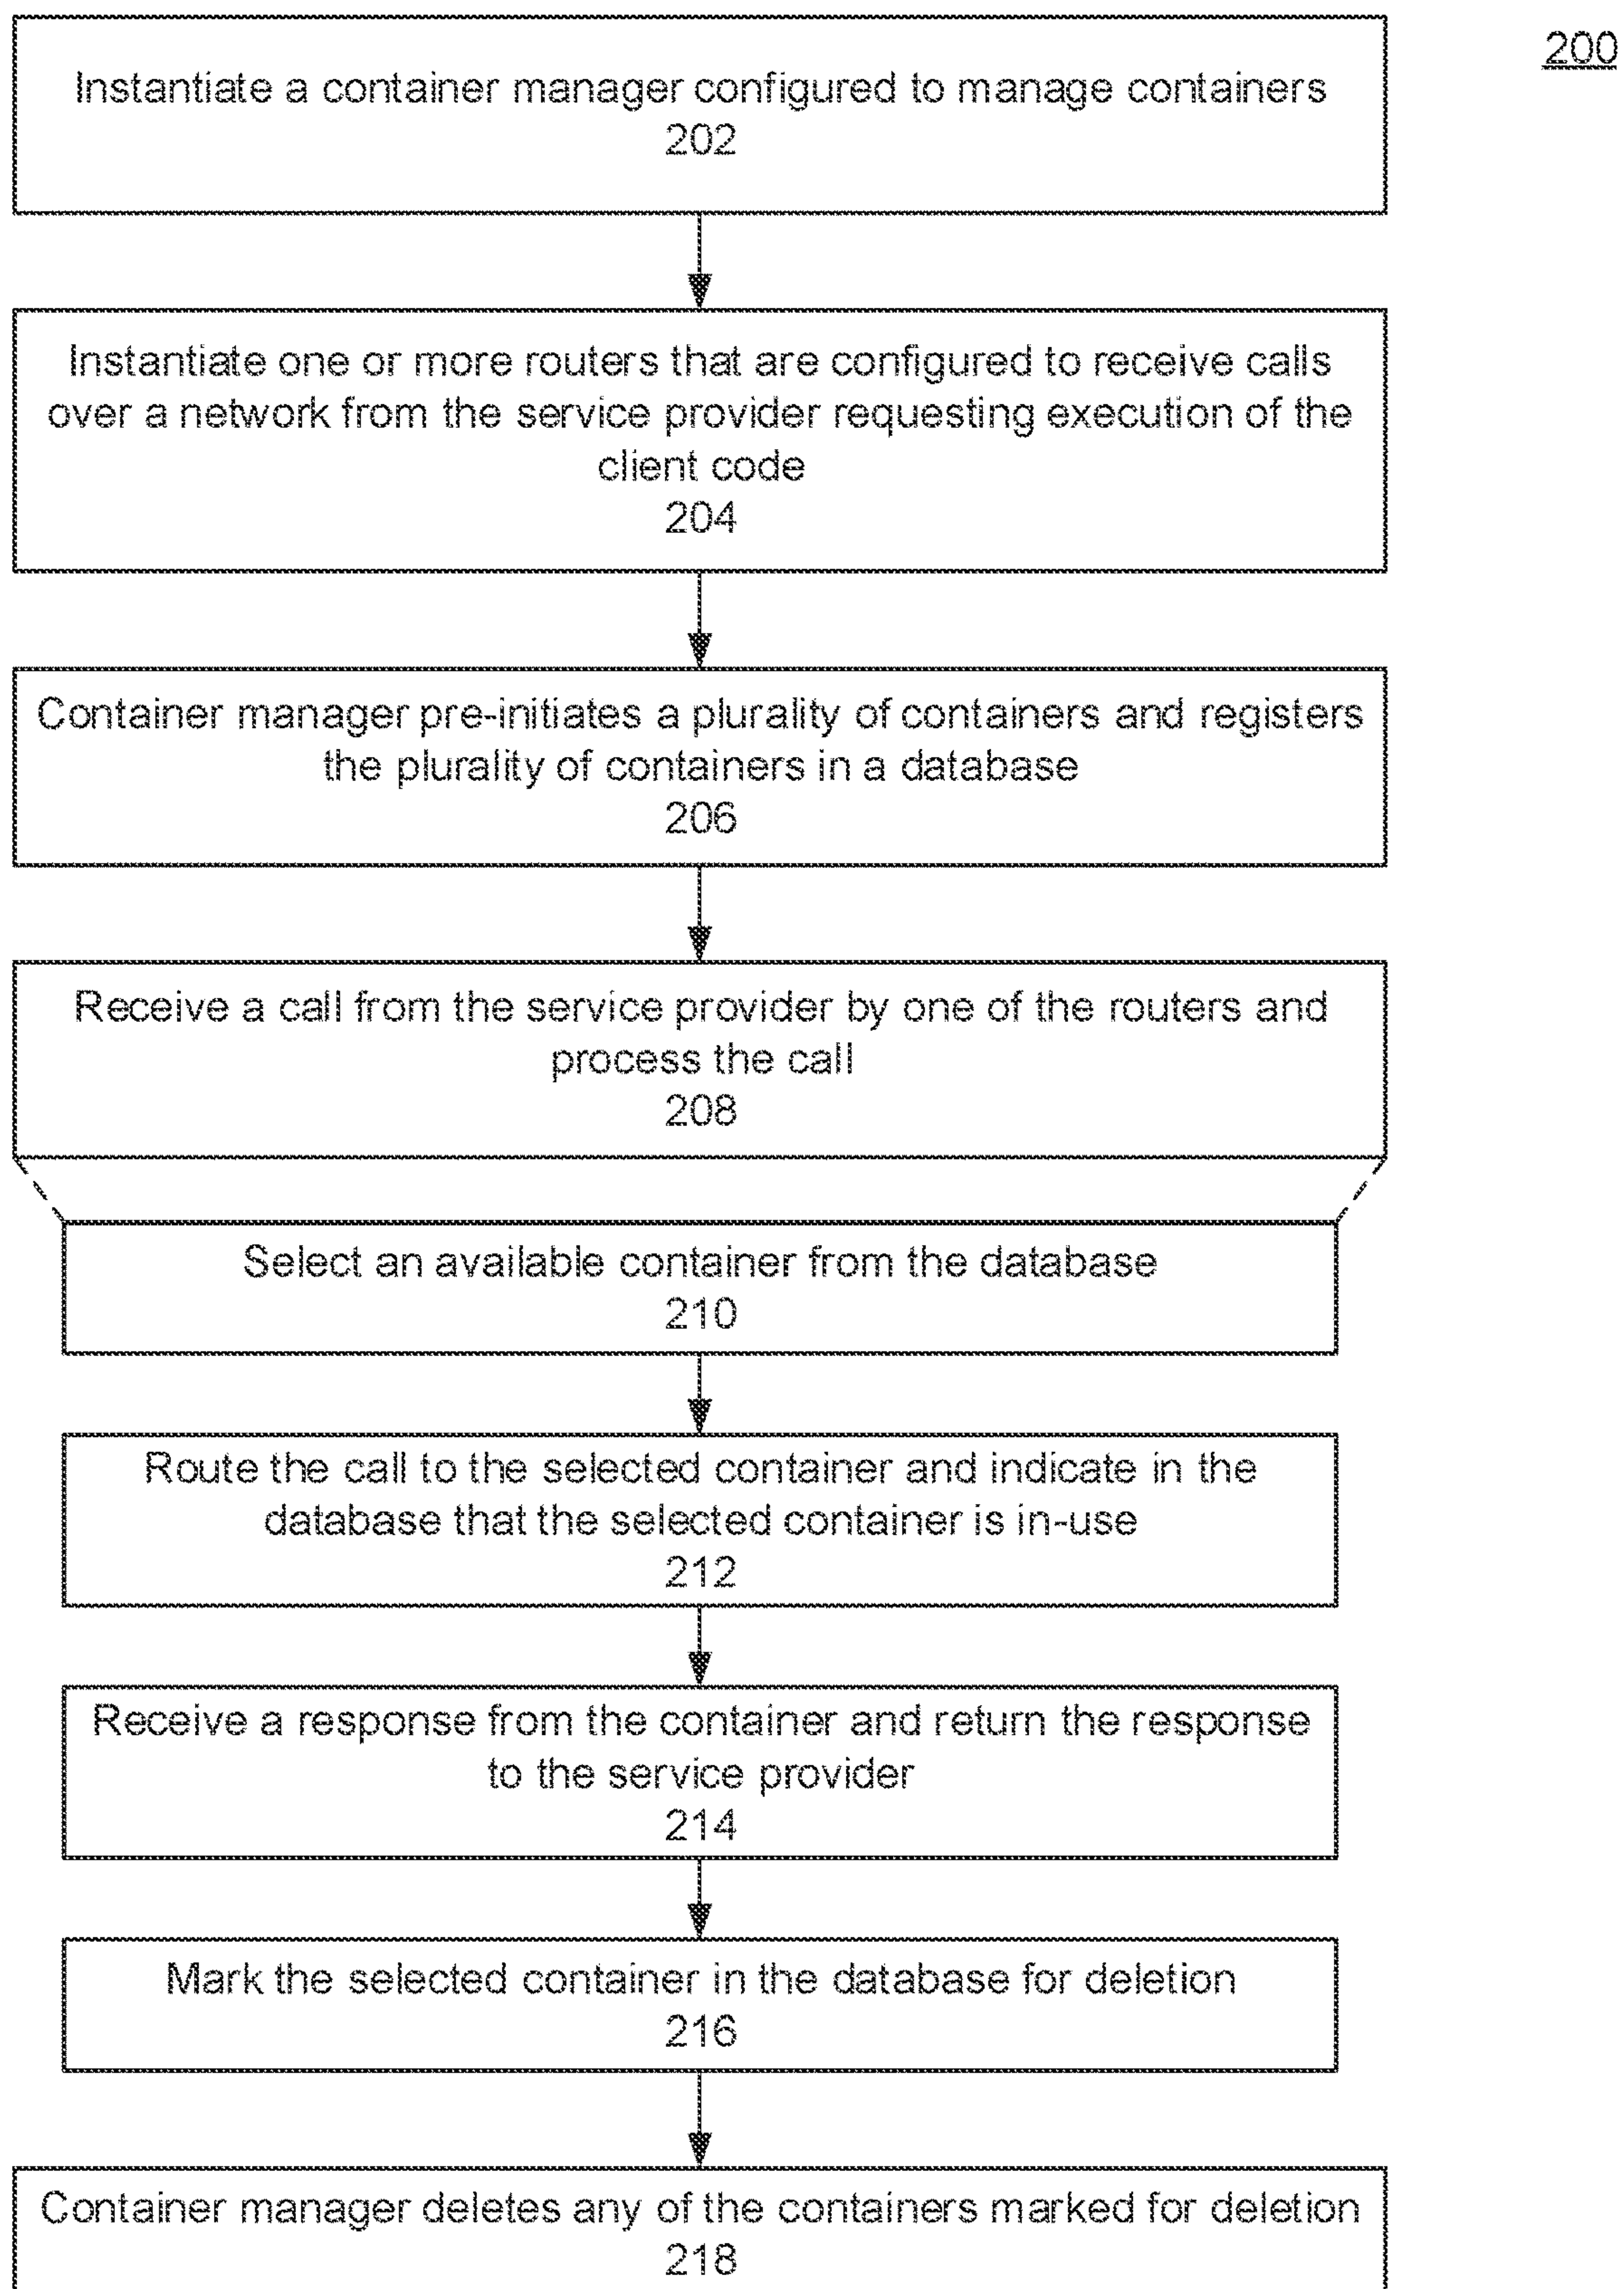 200
Instantiate a container manager configured to manage containers
202
Instantiate one or more routers that are configured to receive calls
over a network from the service provider requesting execution of the
client code
204
Container manager pre-initiates a plurality of containers and registers
the plurality of containers in a database
206
Receive a call from the service provider by one of the routers and
process the call
208
Select an available container from the database
210
Route the call to the selected container and indicate in the
database that the selected container is in-use
212
Receive a response from the container and return the response
to the service provider
214
Mark the selected container in the database for deletion
216
Container manager deletes any of the containers marked for deletion
218